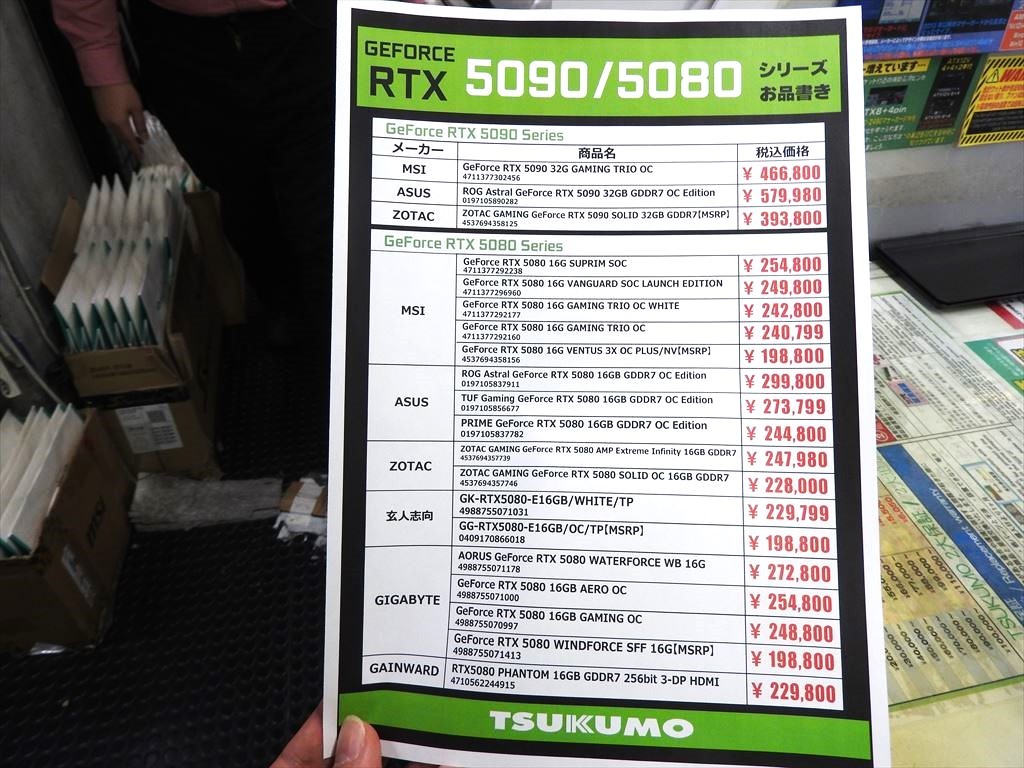 GEFORCE
RTX 5090/5080 シリーズ
お品書き
GeForce RTX 5090 Series
メーカー 商品名 税込価格
MSI GeForce RTX 5090 32G GAMING TRIO OC ¥ 466,800
4711377302456
ASUS ROG Astral GeForce RTX 5090 32GB GDDR7 OC Edition ¥ 579,980
0197105890282
ZOTAC ZOTAC GAMING GeForce RTX 5090 SOLID 32GB GDDR7[MSRP] ¥ 393,800
4537694358125
GeForce RTX 5080 Series
MSI
GeForce RTX 5080 16G SUPRIM SOC ¥ 254,800
4711377292238
GeForce RTX 5080 16G VANGUARD SOC LAUNCH EDITION ¥ 249,800
4711377296960
GeForce RTX 5080 16G GAMING TRIO OC WHITE ¥ 242,800
4711377292177
GeForce RTX 5080 16G GAMING TRIO OC ¥ 240,799
4711377292160
GeForce RTX 5080 16G VENTUS 3X OC PLUS/NV[MSRP] ¥ 198,800
4537694358156
ASUS
ROG Astral GeForce RTX 5080 16GB GDDR7 OC Edition ¥ 299,800
0197105837911
TUF Gaming GeForce RTX 5080 16GB GDDR7 OC Edition ¥ 273,799
0197105856677
PRIME GeForce RTX 5080 16GB GDDR7 OC Edition ¥ 244,800
0197105837782
ZOTAC
ZOTAC GAMING GeForce RTX 5080 AMP Extreme Infinity 16GB GDDR7 ¥ 247,980
4537694357739
ZOTAC GAMING GeForce RTX 5080 SOLID OC 16GB GDDR7 ¥ 228,000
4537694357746
玄人志向
GK-RTX5080-E16GB/WHITE/TP ¥ 229,799
4988755071031
GG-RTX5080-E16GB/OC/TP[MSRP] ¥ 198,800
0409170866018
GIGABYTE
AORUS GeForce RTX 5080 WATERFORCE WB 16G ¥ 272,800
4988755071178
GeForce RTX 5080 16GB AERO OC ¥ 254,800
4988755071000
GeForce RTX 5080 16GB GAMING OC ¥ 248,800
4988755070997
GeForce RTX 5080 WINDFORCE SFF 16G[MSRP] ¥ 198,800
4988755071413
GAINWARD RTX5080 PHANTOM 16GB GDDR7 256bit 3-DP HDMI ¥ 229,800
4710562244915
TSUKUMO
増えています…
Replacement warranty